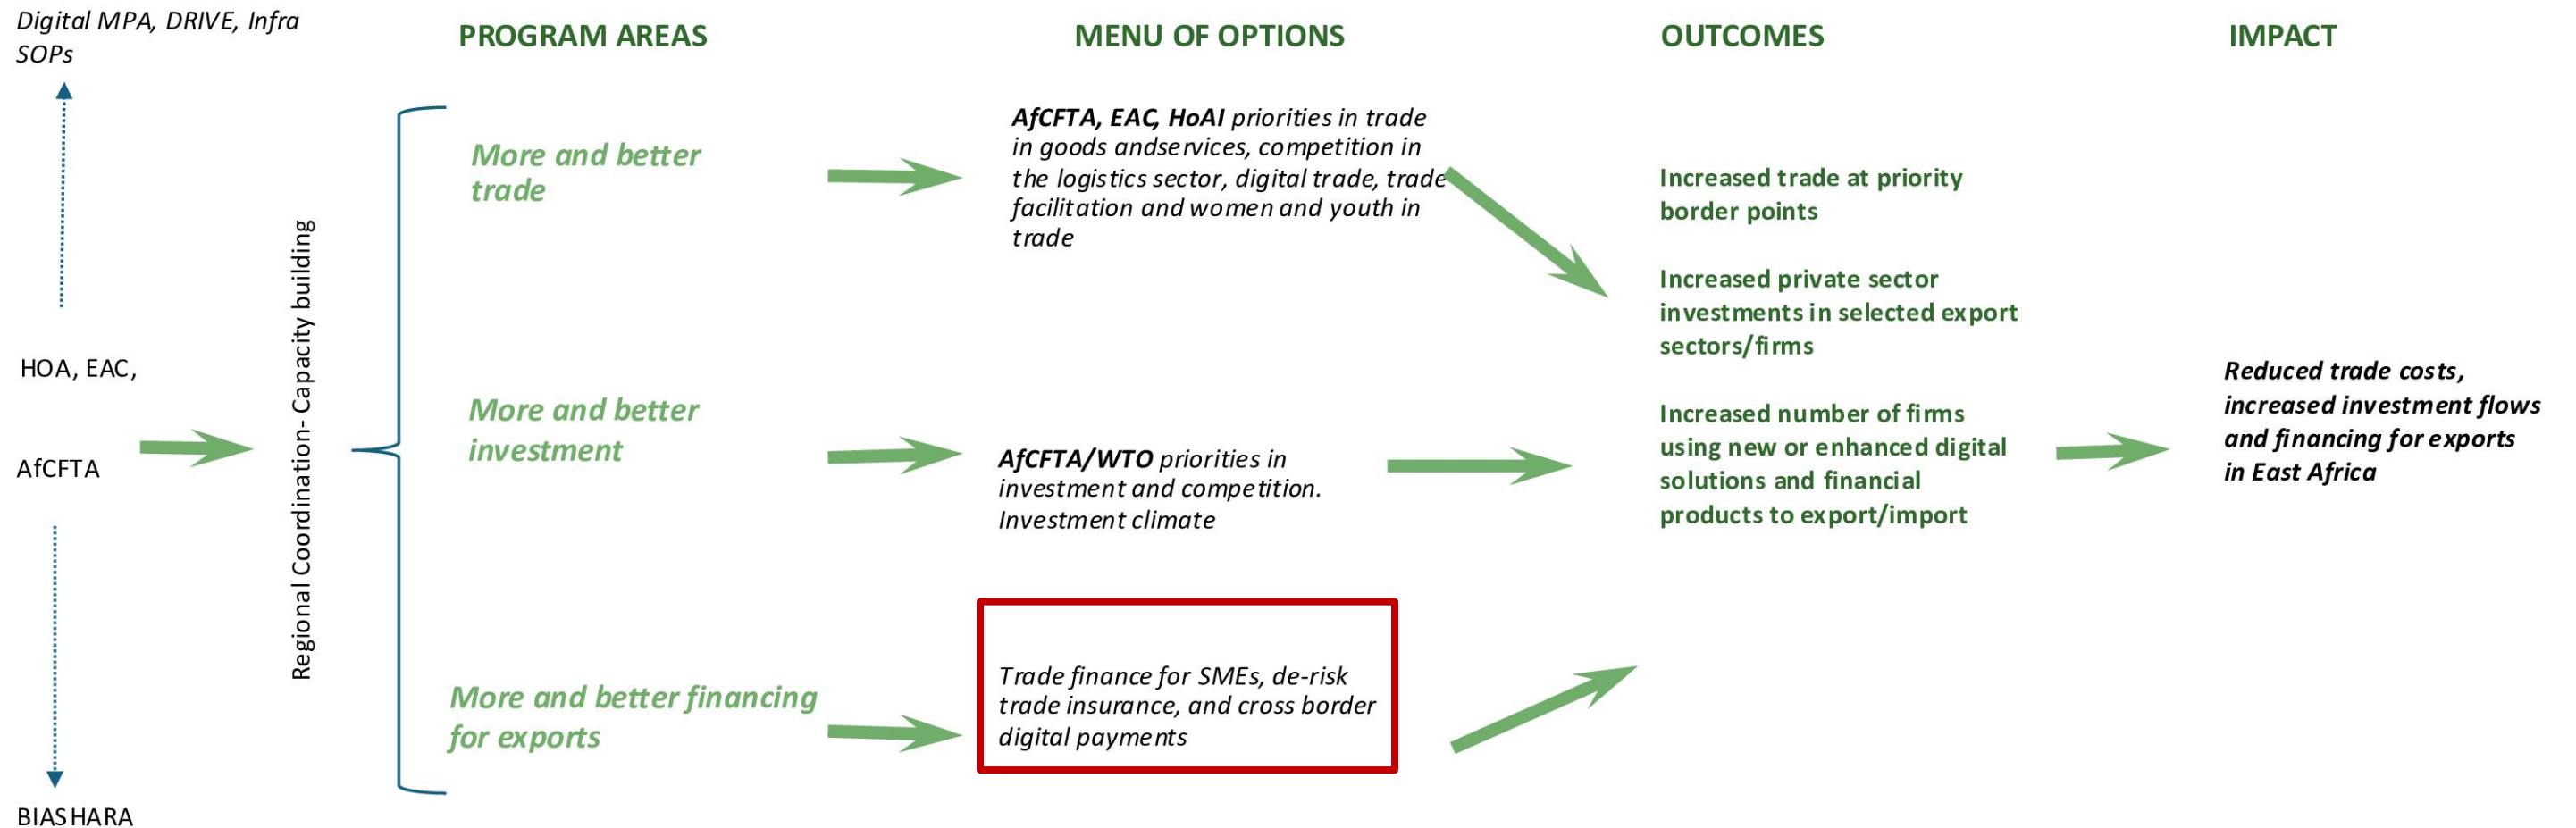 Digital MPA, DRIVE, Infra
SOPs
HOA, EAC,
AfCFTA
BIASHARA
Regional Coordination- Capacity building
PROGRAM AREAS
More and better
trade
More and better
investment
More and better financing
for exports
MENU OF OPTIONS
AfCFTA, EAC, HoAI priorities in trade
in goods andservices, competition in
the logistics sector, digital trade, trade
facilitation and women and youth in
trade
AfCFTA/WTO priorities in
investment and competition.
Investment climate
Trade finance for SMEs, de-risk
trade insurance, and cross border
digital payments
OUTCOMES
Increased trade at priority
border points
Increased private sector
investments in selected export
sectors/firms
Increased number of firms
using new or enhanced digital
solutions and financial
products to export/import
IMPACT
Reduced trade costs,
increased investment flows
and financing for exports
in East Africa